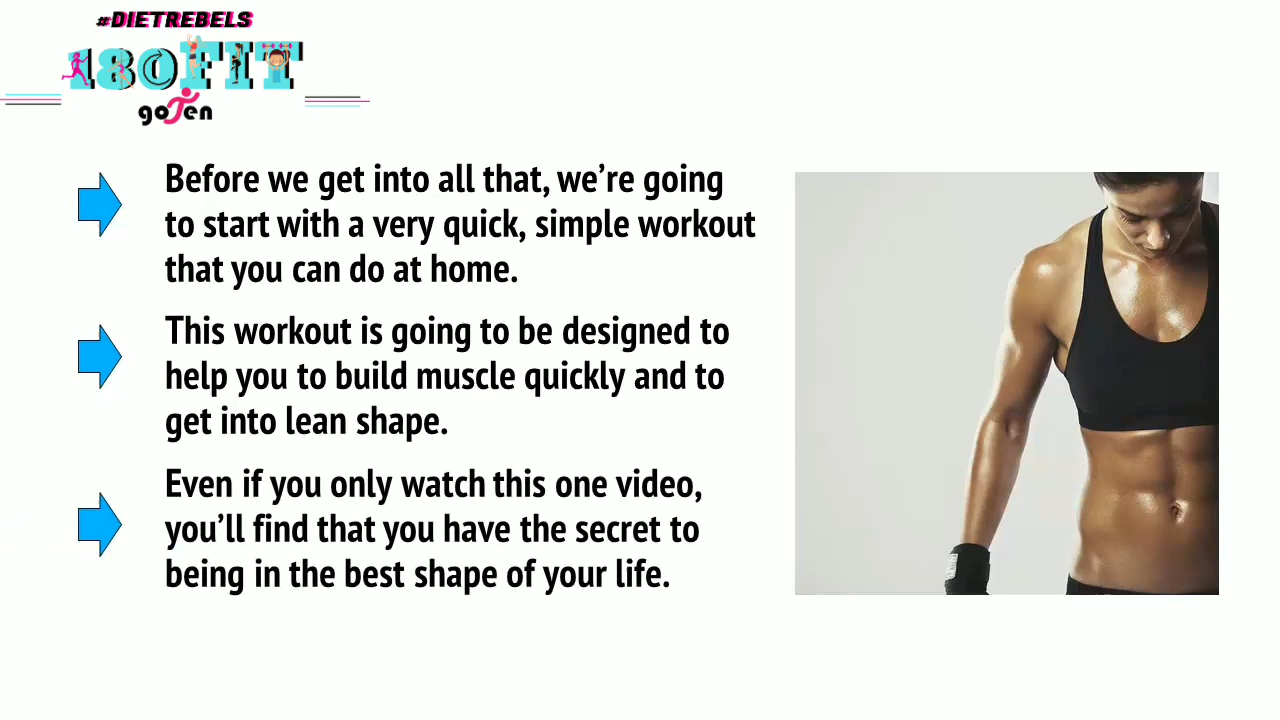 #DIETREBELS
180FIT
goTen
Before we get into all that, we’re going
to start with a very quick, simple workout
that you can do at home.
This workout is going to be designed to
help you to build muscle quickly and to
get into lean shape.
Even if you only watch this one video,
you’ll find that you have the secret to
being in the best shape of your life.